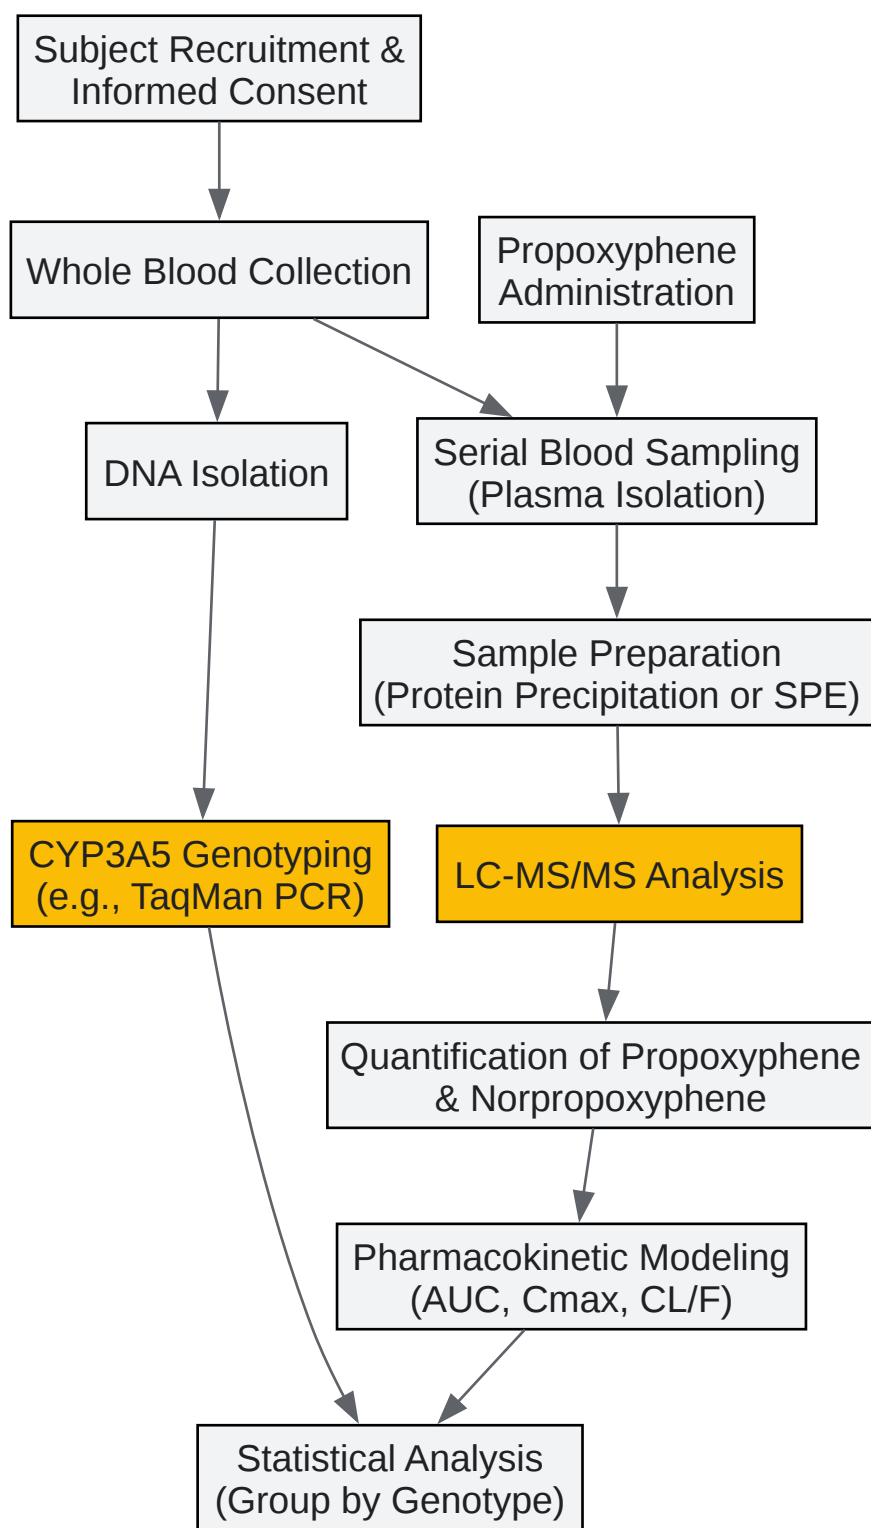 Subject Recruitment &
Informed Consent
Whole Blood Collection
Propoxyphene
Administration
DNA Isolation
Serial Blood Sampling
(Plasma Isolation)
Sample Preparation
(Protein Precipitation or SPE)
CYP3A5 Genotyping
(e.g., TaqMan PCR)
LC-MS/MS Analysis
Quantification of Propoxyphene
& Norpropoxyphene
Pharmacokinetic Modeling
(AUC, Cmax, CL/F)
Statistical Analysis
(Group by Genotype)